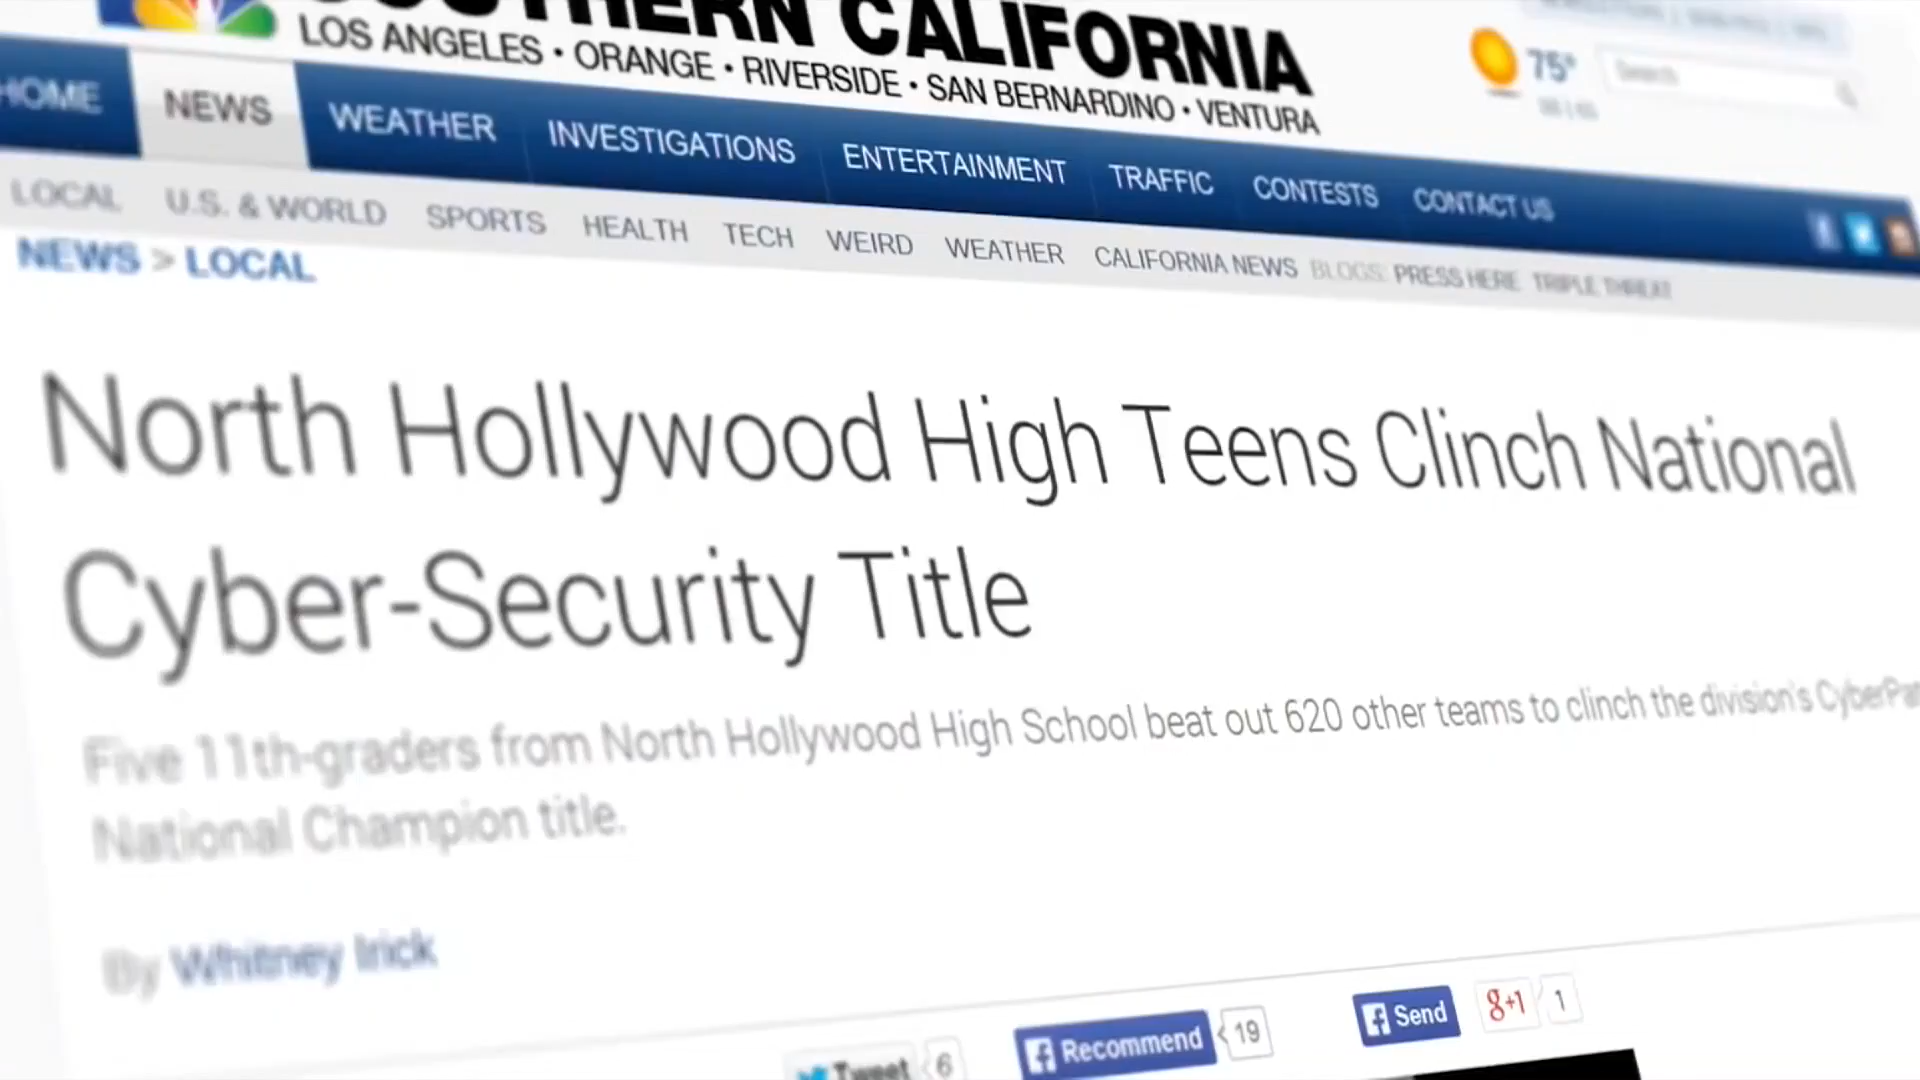 SOUTHERN CALIFORNIA
LOS ANGELES • ORANGE • RIVERSIDE • SAN BERNARDINO • VENTURA
75°
Search
HOME NEWS WEATHER INVESTIGATIONS ENTERTAINMENT TRAFFIC CONTESTS CONTACT US
LOCAL U.S. & WORLD SPORTS HEALTH TECH WEIRD WEATHER CALIFORNIA NEWS BLOGS: PRESS HERE TRIPLE THREAT
NEWS > LOCAL
North Hollywood High Teens Clinch National
Cyber-Security Title
Five 11th-graders from North Hollywood High School beat out 620 other teams to clinch the division's CyberPa
National Champion title.
By Whitney Irick
Tweet 6 Recommend 19 Send g+1 1